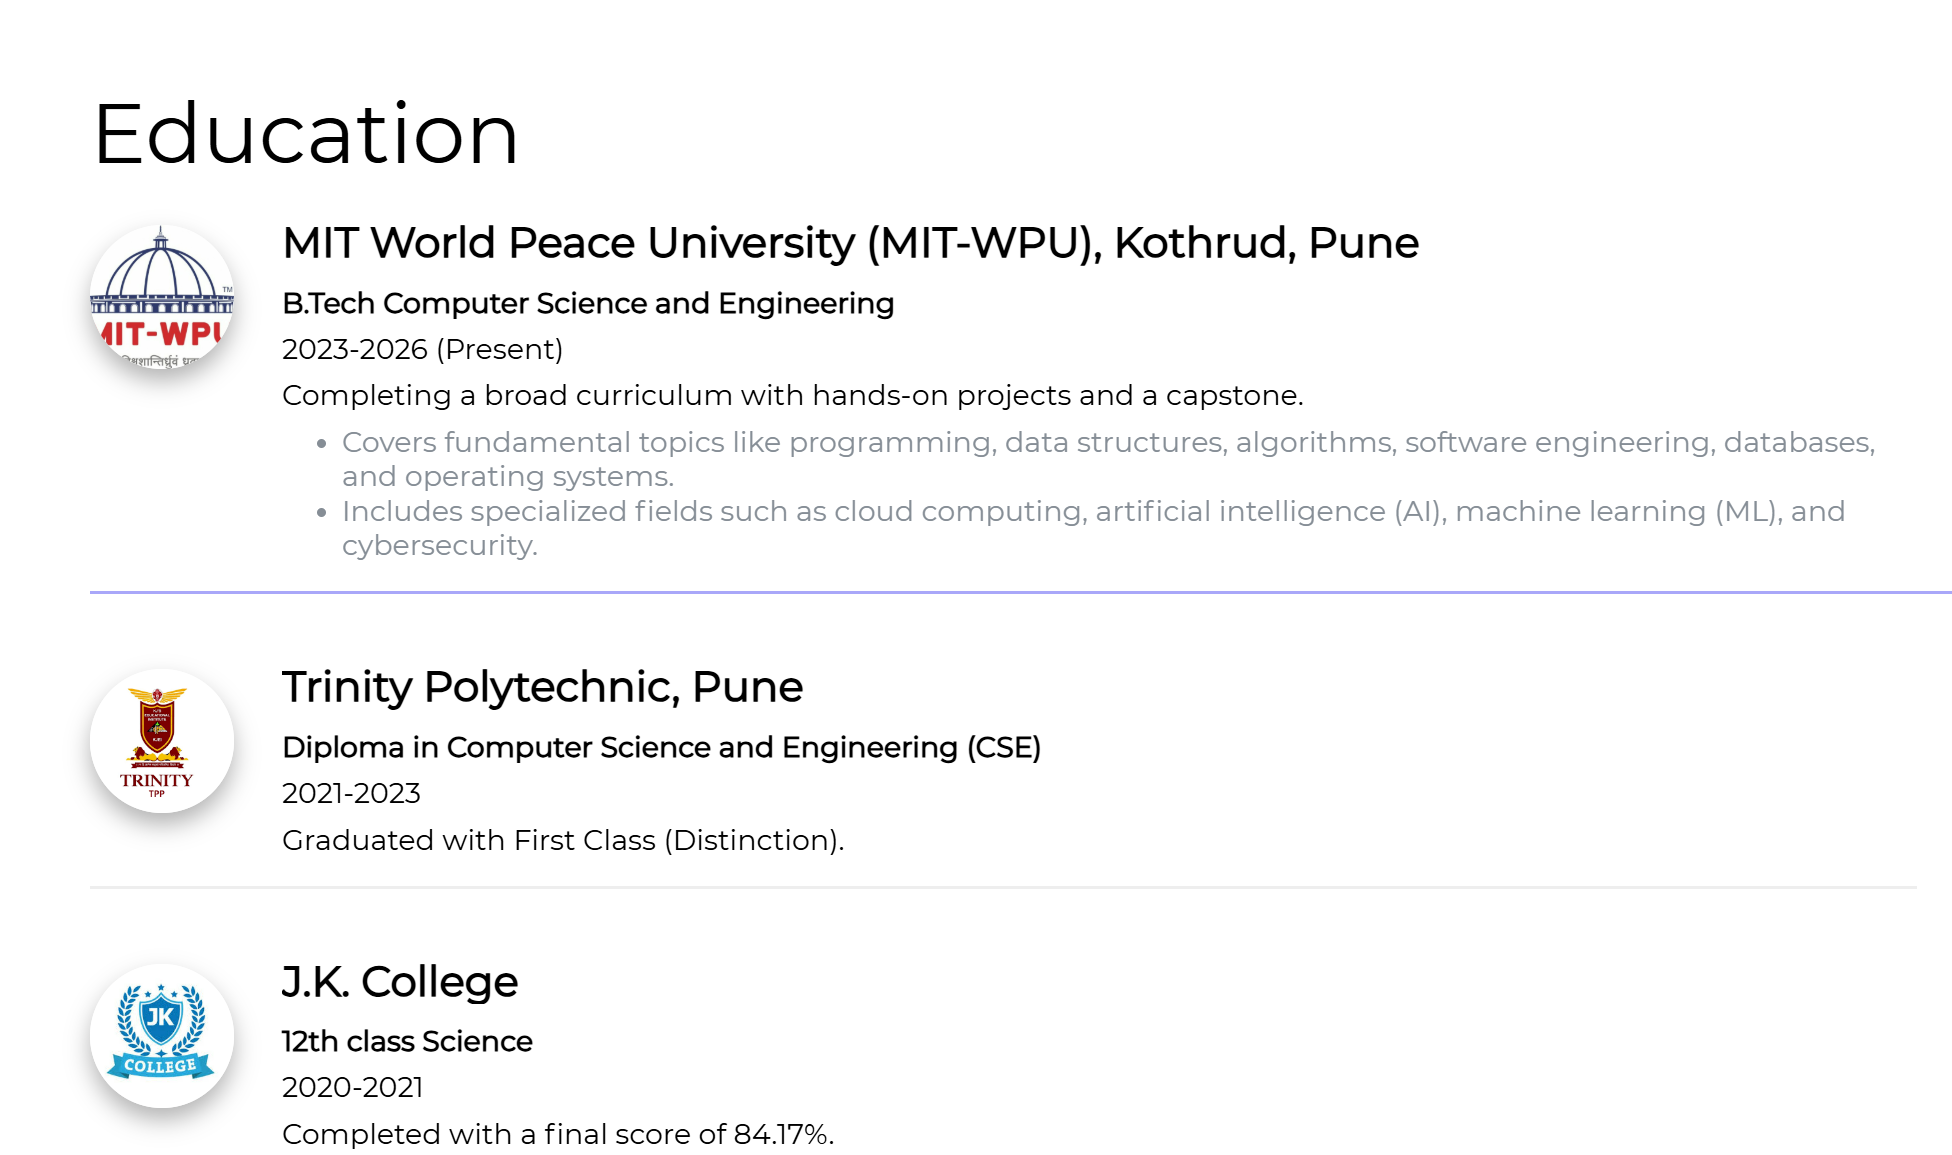 Education
MIT World Peace University (MIT-WPU), Kothrud, Pune
TM
MIT-WPU
B.Tech Computer Science and Engineering
2023-2026 (Present)
Completing a broad curriculum with hands-on projects and a capstone.
Covers fundamental topics like programming, data structures, algorithms, software engineering, databases,
and operating systems.
Includes specialized fields such as cloud computing, artificial intelligence (AI), machine learning (ML), and
cybersecurity.
Trinity Polytechnic, Pune
TRINITY
TPP
Diploma in Computer Science and Engineering (CSE)
2021-2023
Graduated with First Class (Distinction).
J.K. College
JK
COLLEGE
12th class Science
2020-2021
Completed with a final score of 84.17%.